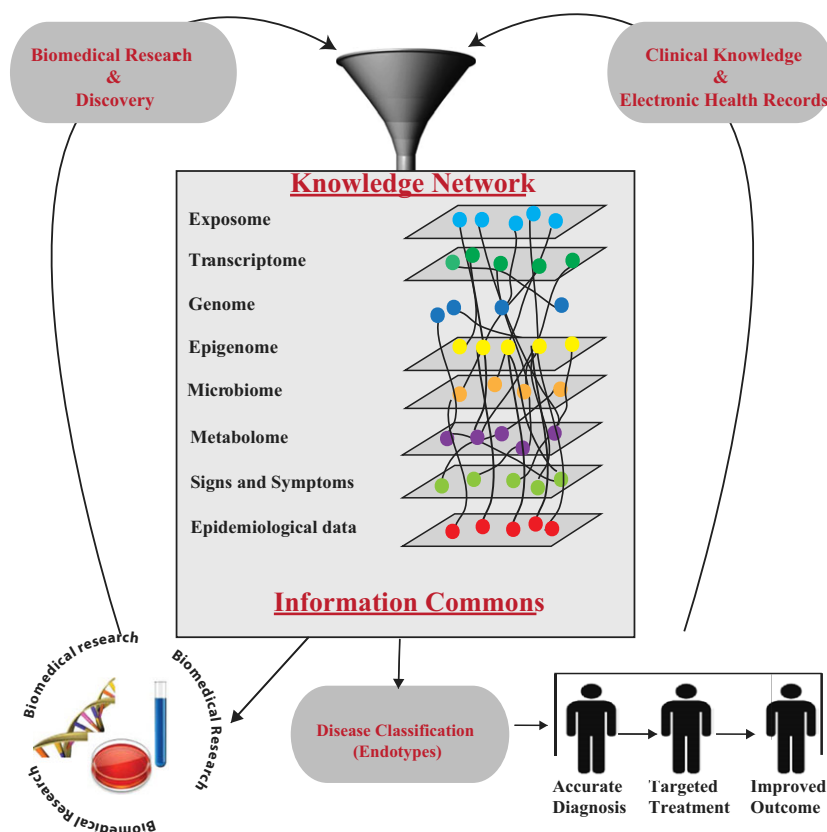 Biomedical Research
&
Discovery
Clinical Knowledge
&
Electronic Health Records
Knowledge Network
Exposome
Transcriptome
Genome
Epigenome
Microbiome
Metabolome
Signs and Symptoms
Epidemiological data
Information Commons
Biomedical research
Biomedical Research
Biomedical Research
Disease Classification
(Endotypes)
Accurate
Diagnosis
Targeted
Treatment
Improved
Outcome